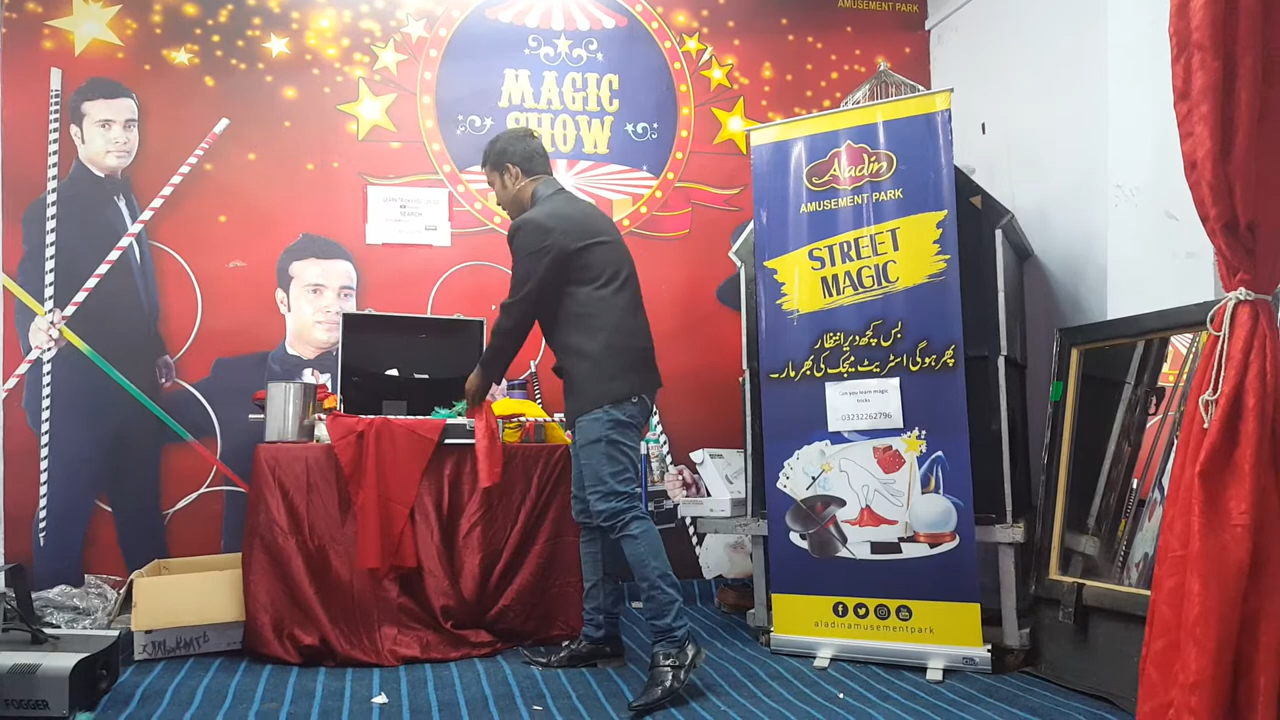 AMUSEMENT PARK
MAGIC
SHOW
SEARCH
Aladin
AMUSEMENT PARK
STREET
MAGIC
بس کچھ دیر انتظار
پھر ہوگی اسٹریٹ میجک کی بھرمار۔
Can you learn magic
tricks
03232262796
aladinamusementpark
FOGGER